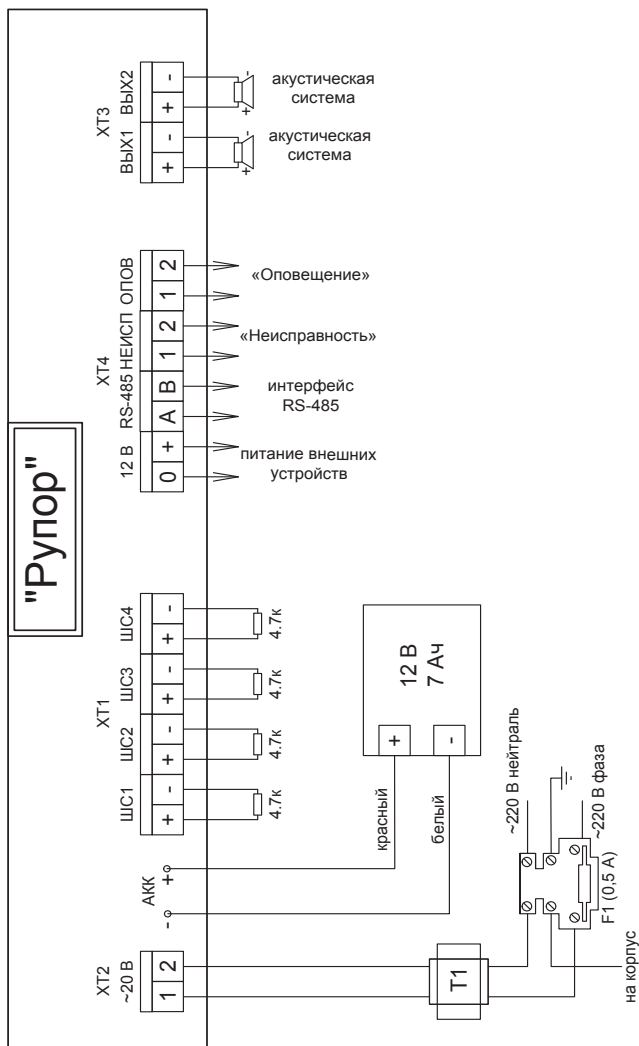 "Рупор"
XT3
ВЫХ1 ВЫХ2
+ - + -
+ -
акустическая
система
+ -
акустическая
система
XT4
12 В RS-485 НЕИСП ОПОВ
0 + A B 1 2 1 2
«Оповещение»
«Неисправность»
интерфейс
RS-485
питание внешних
устройств
XT1
ШС1 ШС2 ШС3 ШС4
+ - + - + - + -
4.7к
4.7к
4.7к
4.7к
АКК
- +
красный
белый
+
-
12 В
7 Ач
XT2
~20 В
1 2
T1
~220 В нейтраль
~220 В фаза
F1 (0,5 А)
на корпус